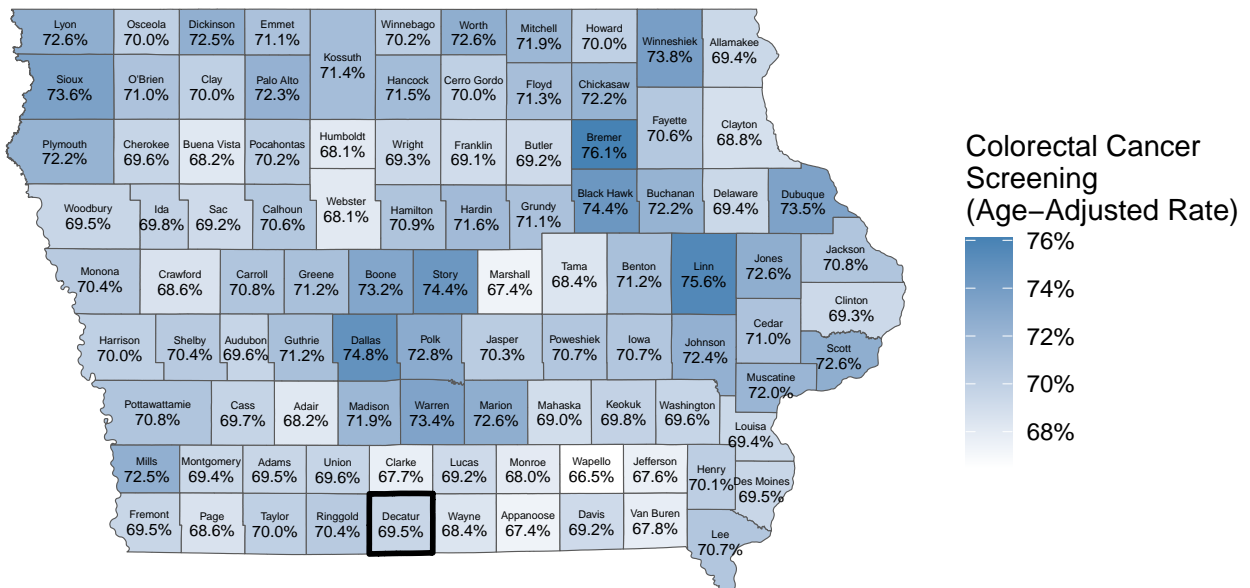 Lyon
72.6%
Osceola
70.0%
Dickinson
72.5%
Emmet
71.1%
Kossuth
71.4%
Winnebago
70.2%
Worth
72.6%
Mitchell
71.9%
Howard
70.0%
Winneshiek
73.8%
Allamakee
69.4%
Sioux
73.6%
O'Brien
71.0%
Clay
70.0%
Palo Alto
72.3%
Hancock
71.5%
Cerro Gordo
70.0%
Floyd
71.3%
Chickasaw
72.2%
Fayette
70.6%
Clayton
68.8%
Plymouth
72.2%
Cherokee
69.6%
Buena Vista
68.2%
Pocahontas
70.2%
Humboldt
68.1%
Wright
69.3%
Franklin
69.1%
Butler
69.2%
Bremer
76.1%
Woodbury
69.5%
Ida
69.8%
Sac
69.2%
Calhoun
70.6%
Webster
68.1%
Hamilton
70.9%
Hardin
71.6%
Grundy
71.1%
Black Hawk
74.4%
Buchanan
72.2%
Delaware
69.4%
Dubuque
73.5%
Monona
70.4%
Crawford
68.6%
Carroll
70.8%
Greene
71.2%
Boone
73.2%
Story
74.4%
Marshall
67.4%
Tama
68.4%
Benton
71.2%
Linn
75.6%
Jones
72.6%
Jackson
70.8%
Clinton
69.3%
Harrison
70.0%
Shelby
70.4%
Audubon
69.6%
Guthrie
71.2%
Dallas
74.8%
Polk
72.8%
Jasper
70.3%
Poweshiek
70.7%
Iowa
70.7%
Johnson
72.4%
Cedar
71.0%
Scott
72.6%
Muscatine
72.0%
Pottawattamie
70.8%
Cass
69.7%
Adair
68.2%
Madison
71.9%
Warren
73.4%
Marion
72.6%
Mahaska
69.0%
Keokuk
69.8%
Washington
69.6%
Louisa
69.4%
Mills
72.5%
Montgomery
69.4%
Adams
69.5%
Union
69.6%
Clarke
67.7%
Lucas
69.2%
Monroe
68.0%
Wapello
66.5%
Jefferson
67.6%
Henry
70.1%
Des Moines
69.5%
Fremont
69.5%
Page
68.6%
Taylor
70.0%
Ringgold
70.4%
Decatur
69.5%
Wayne
68.4%
Appanoose
67.4%
Davis
69.2%
Van Buren
67.8%
Lee
70.7%
Colorectal Cancer
Screening
(Age−Adjusted Rate)
76%
74%
72%
70%
68%